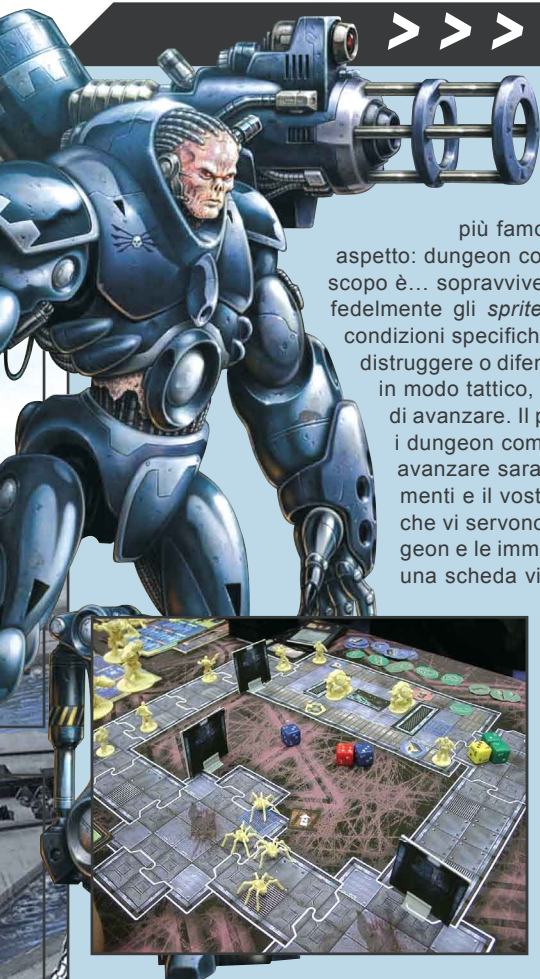 > > >
più famo
aspetto: dungeon co
scopo è… sopravvive
fedelmente gli sprite
condizioni specifich
distruggere o difer
in modo tattico,
di avanzare. Il p
i dungeon com
avanzare sara
menti e il vost
che vi servono
geon e le imm
una scheda vi